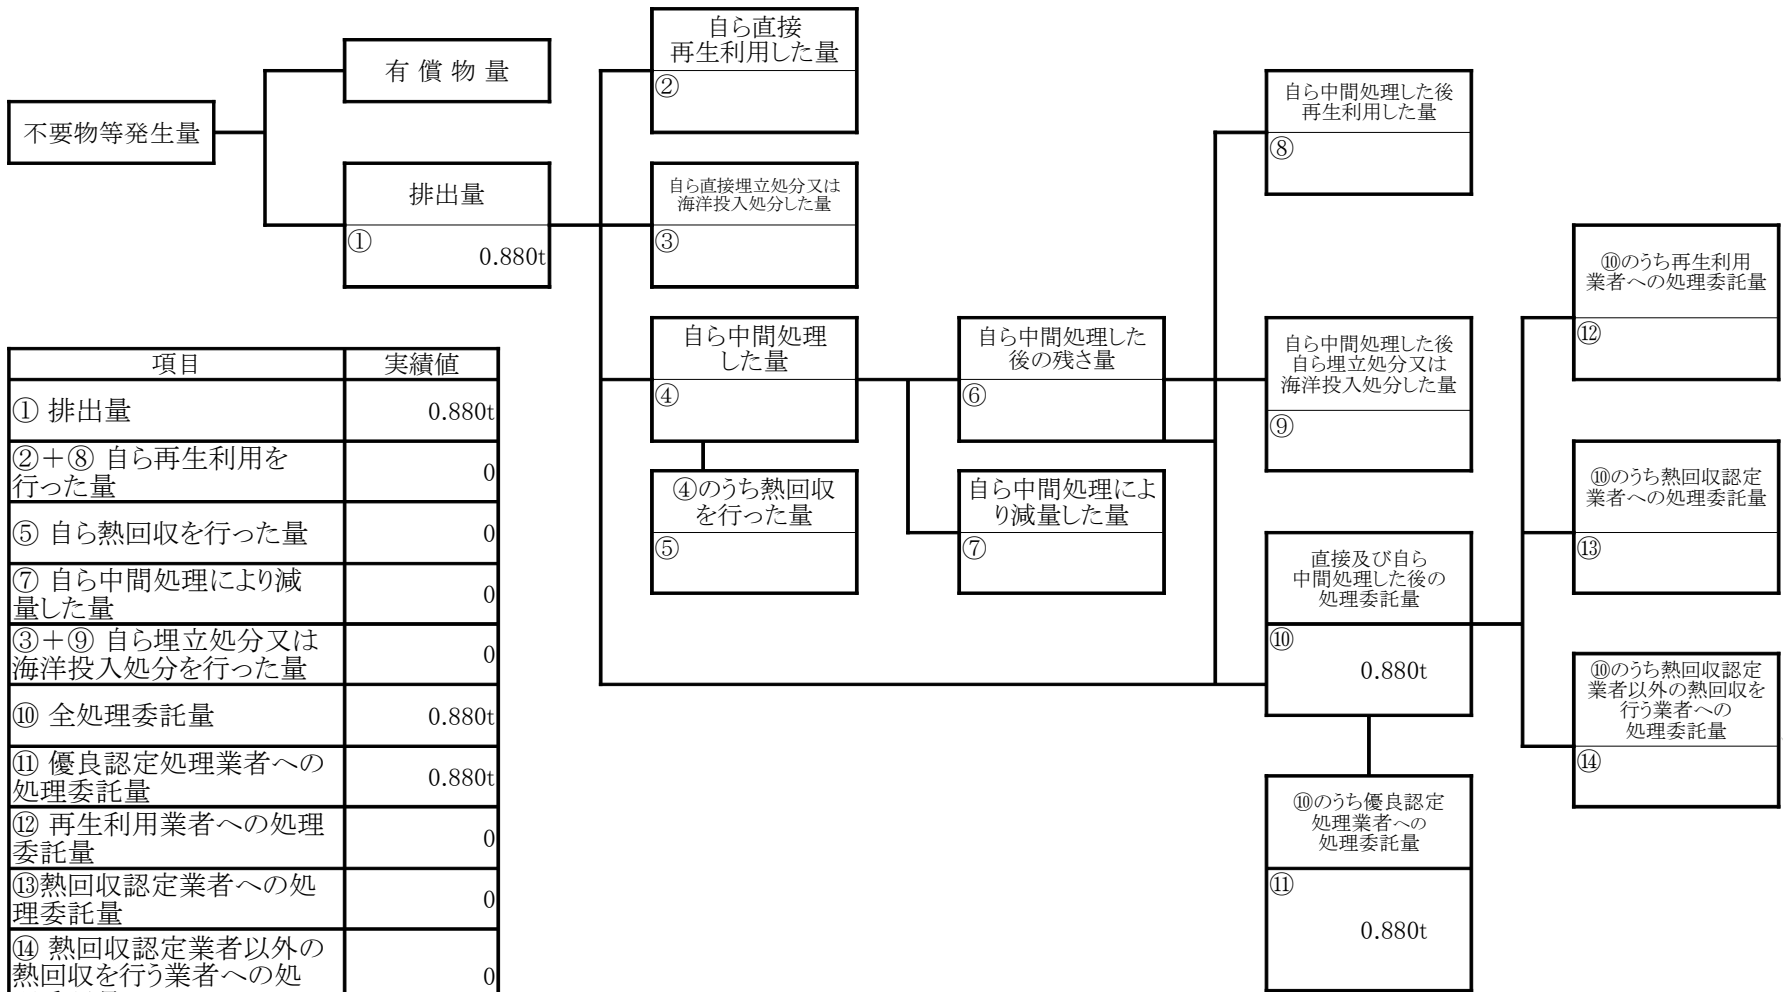 不要物等発生量
有 償 物 量
排出量
①
0.880t
自ら直接
再生利用した量
②
自ら直接埋立処分又は
海洋投入処分した量
③
自ら中間処理
した量
④
④のうち熱回収
を行った量
⑤
自ら中間処理した
後の残さ量
⑥
自ら中間処理によ
り減量した量
⑦
自ら中間処理した後
再生利用した量
⑧
自ら中間処理した後
自ら埋立処分又は
海洋投入処分した量
⑨
直接及び自ら
中間処理した後の
処理委託量
⑩
0.880t
⑩のうち優良認定
処理業者への
処理委託量
⑪
0.880t
⑩のうち再生利用
業者への処理委託量
⑫
⑩のうち熱回収認定
業者への処理委託量
⑬
⑩のうち熱回収認定
業者以外の熱回収を
行う業者への
処理委託量
⑭
項目 実績値
① 排出量 0.880t
②＋⑧ 自ら再生利用を
行った量 0
⑤ 自ら熱回収を行った量 0
⑦ 自ら中間処理により減
量した量 0
③＋⑨ 自ら埋立処分又は
海洋投入処分を行った量 0
⑩ 全処理委託量 0.880t
⑪ 優良認定処理業者への
処理委託量 0.880t
⑫ 再生利用業者への処理
委託量 0
⑬熱回収認定業者への処
理委託量 0
⑭ 熱回収認定業者以外の
熱回収を行う業者への処 0